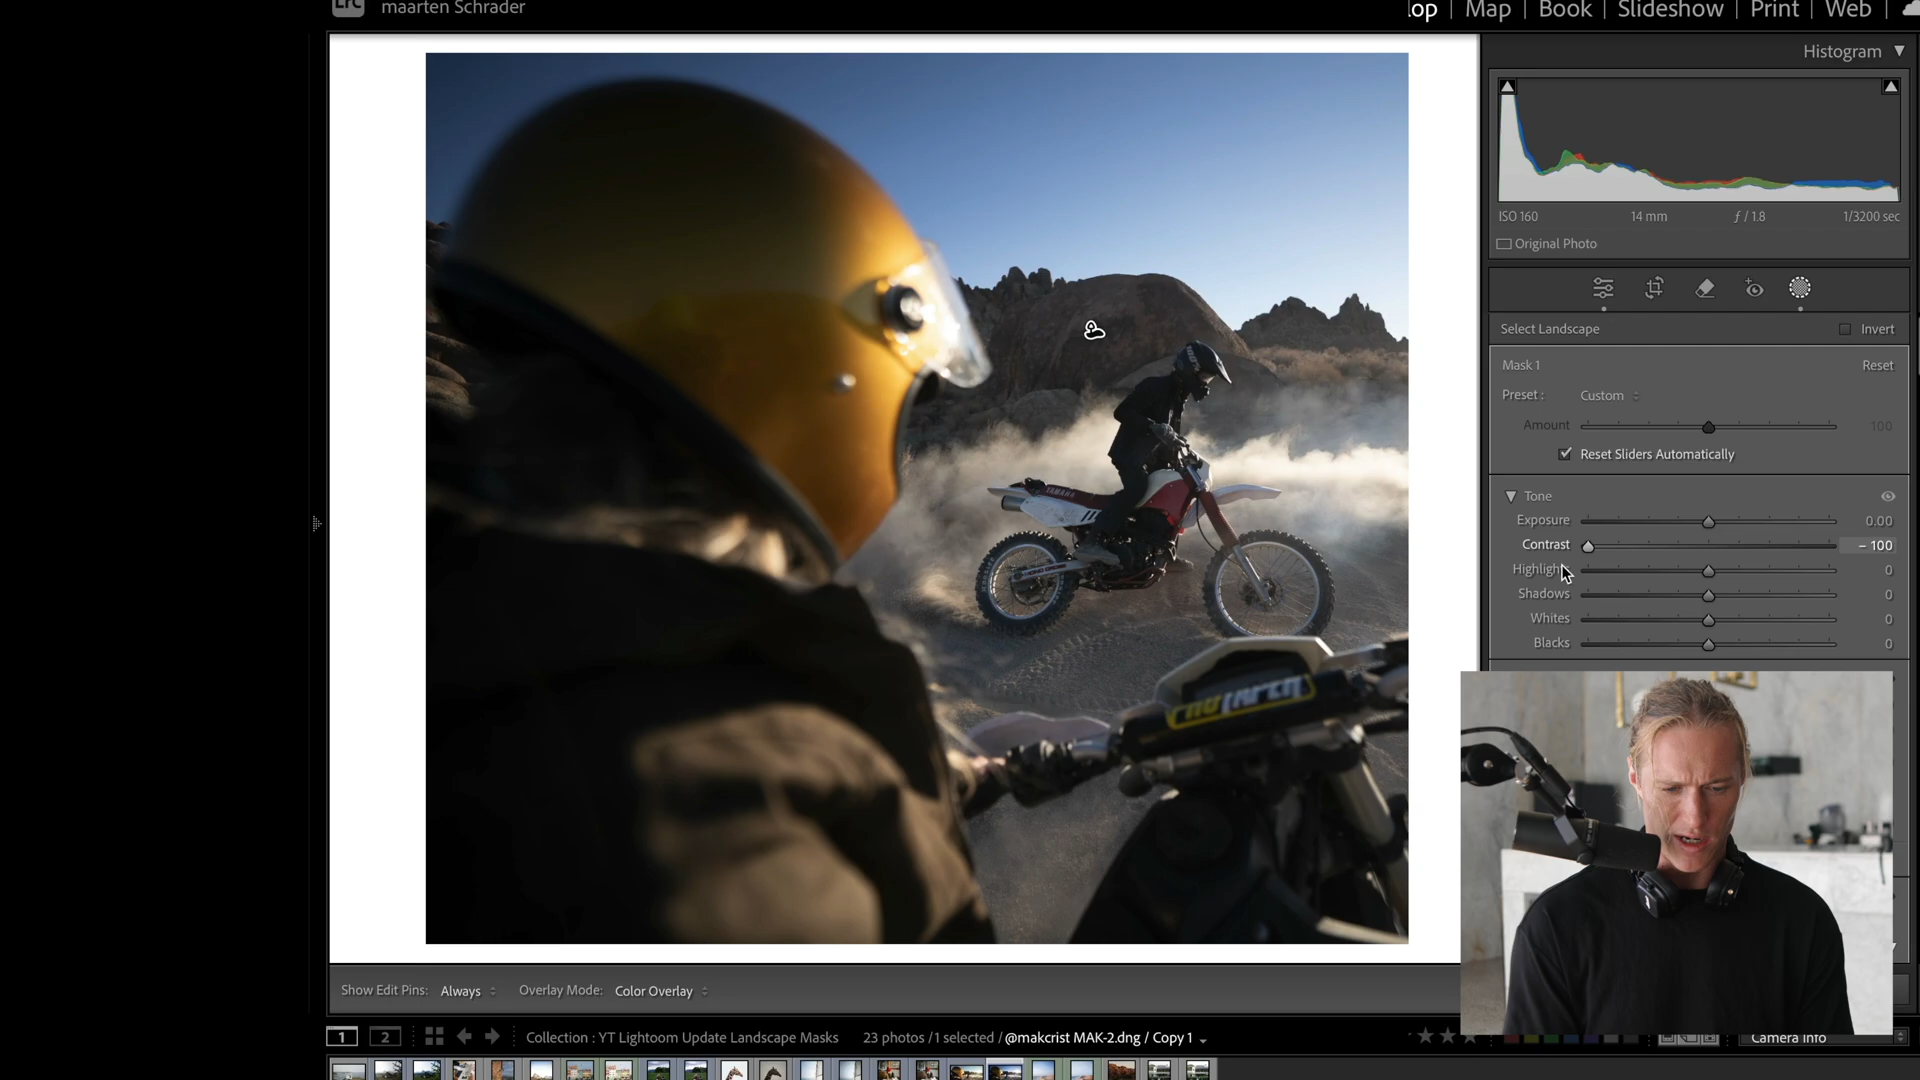 LrC
maarten Schrader
Map | Book | Slideshow | Print | Web |
Histogram
ISO 160 14 mm ƒ / 1.8 1/3200 sec
Original Photo
Select Landscape Invert
Mask 1 Reset
Preset : Custom
Amount 100
Reset Sliders Automatically
Tone
Exposure 0.00
Contrast – 100
Highlights 0
Shadows 0
Whites 0
Blacks 0
YAMAHA
Show Edit Pins: Always Overlay Mode: Color Overlay
1 2 Collection : YT Lightoom Update Landscape Masks 23 photos /1 selected / @makcrist MAK-2.dng / Copy 1
Camera Info